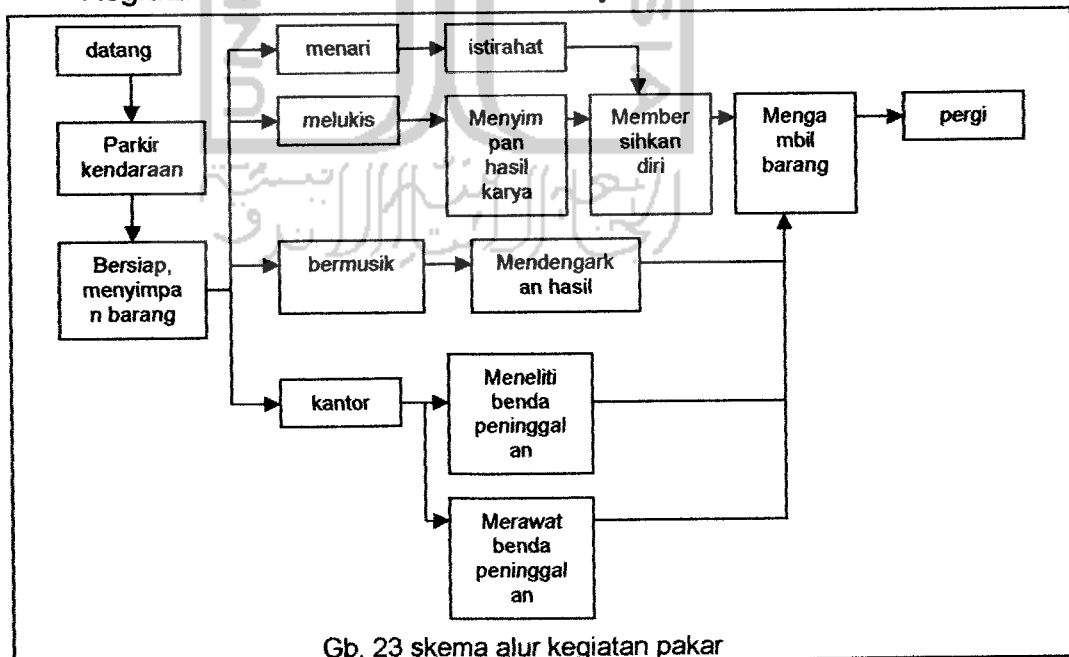 datang
Parkir
kendaraan
Bersiap,
menyimpa
n barang
menari
istirahat
melukis
Menyim
pan
hasil
karya
Member
sihkan
diri
Menga
mbil
barang
pergi
bermusik
Mendengark
an hasil
kantor
Meneliti
benda
peninggal
an
Merawat
benda
peninggal
an
Gb. 23 skema alur kegiatan pakar